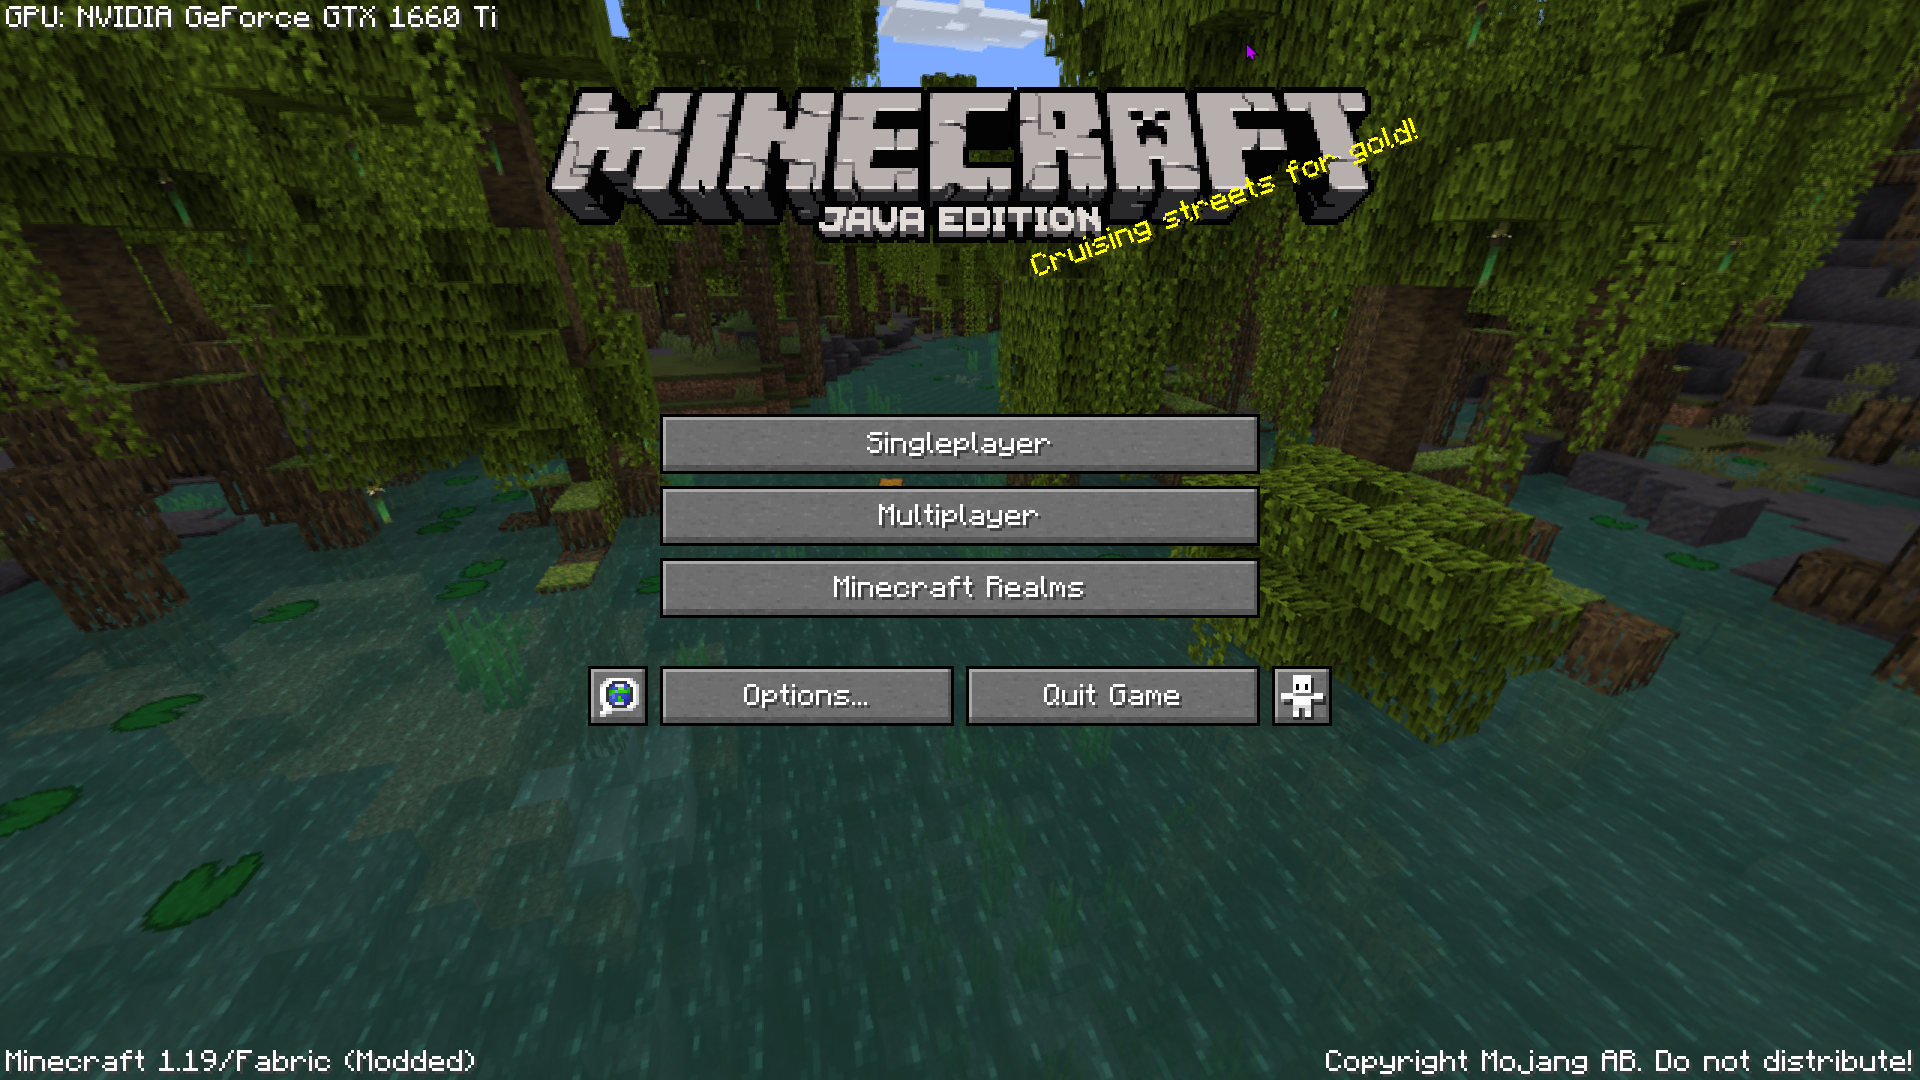 GPU: NVIDIA GeForce GTX 1660 Ti
MINECRAFT
JAVA EDITION
Cruising streets for gold!
Singleplayer
Multiplayer
Minecraft Realms
Options...
Quit Game
Minecraft 1.19/Fabric (Modded)
Copyright Mojang AB. Do not distribute!